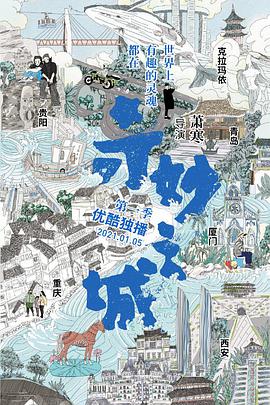 世界上
有趣的灵魂
都在
克拉玛依
萧寒
导演
贵阳
青岛
奇妙之城
第一季
优酷独播
2021.01.05
厦门
重庆
西安